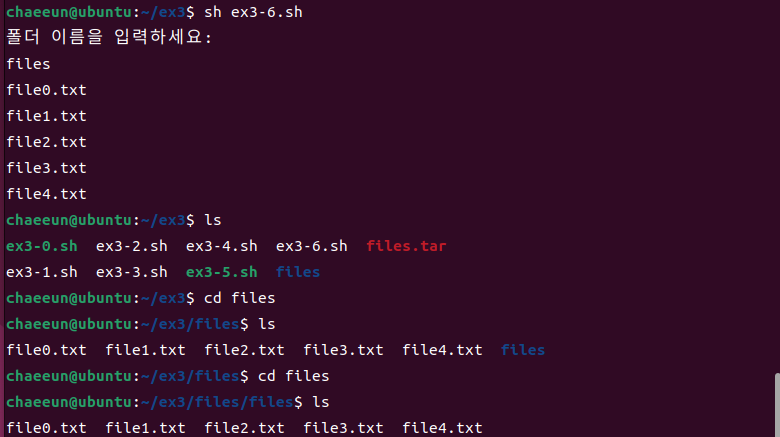 chaeeun@ubuntu:~/ex3$ sh ex3-6.sh
폴더 이름을 입력하세요:
files
file0.txt
file1.txt
file2.txt
file3.txt
file4.txt
chaeeun@ubuntu:~/ex3$ ls
ex3-0.sh  ex3-2.sh  ex3-4.sh  ex3-6.sh  files.tar
ex3-1.sh  ex3-3.sh  ex3-5.sh  files
chaeeun@ubuntu:~/ex3$ cd files
chaeeun@ubuntu:~/ex3/files$ ls
file0.txt  file1.txt  file2.txt  file3.txt  file4.txt  files
chaeeun@ubuntu:~/ex3/files$ cd files
chaeeun@ubuntu:~/ex3/files/files$ ls
file0.txt  file1.txt  file2.txt  file3.txt  file4.txt